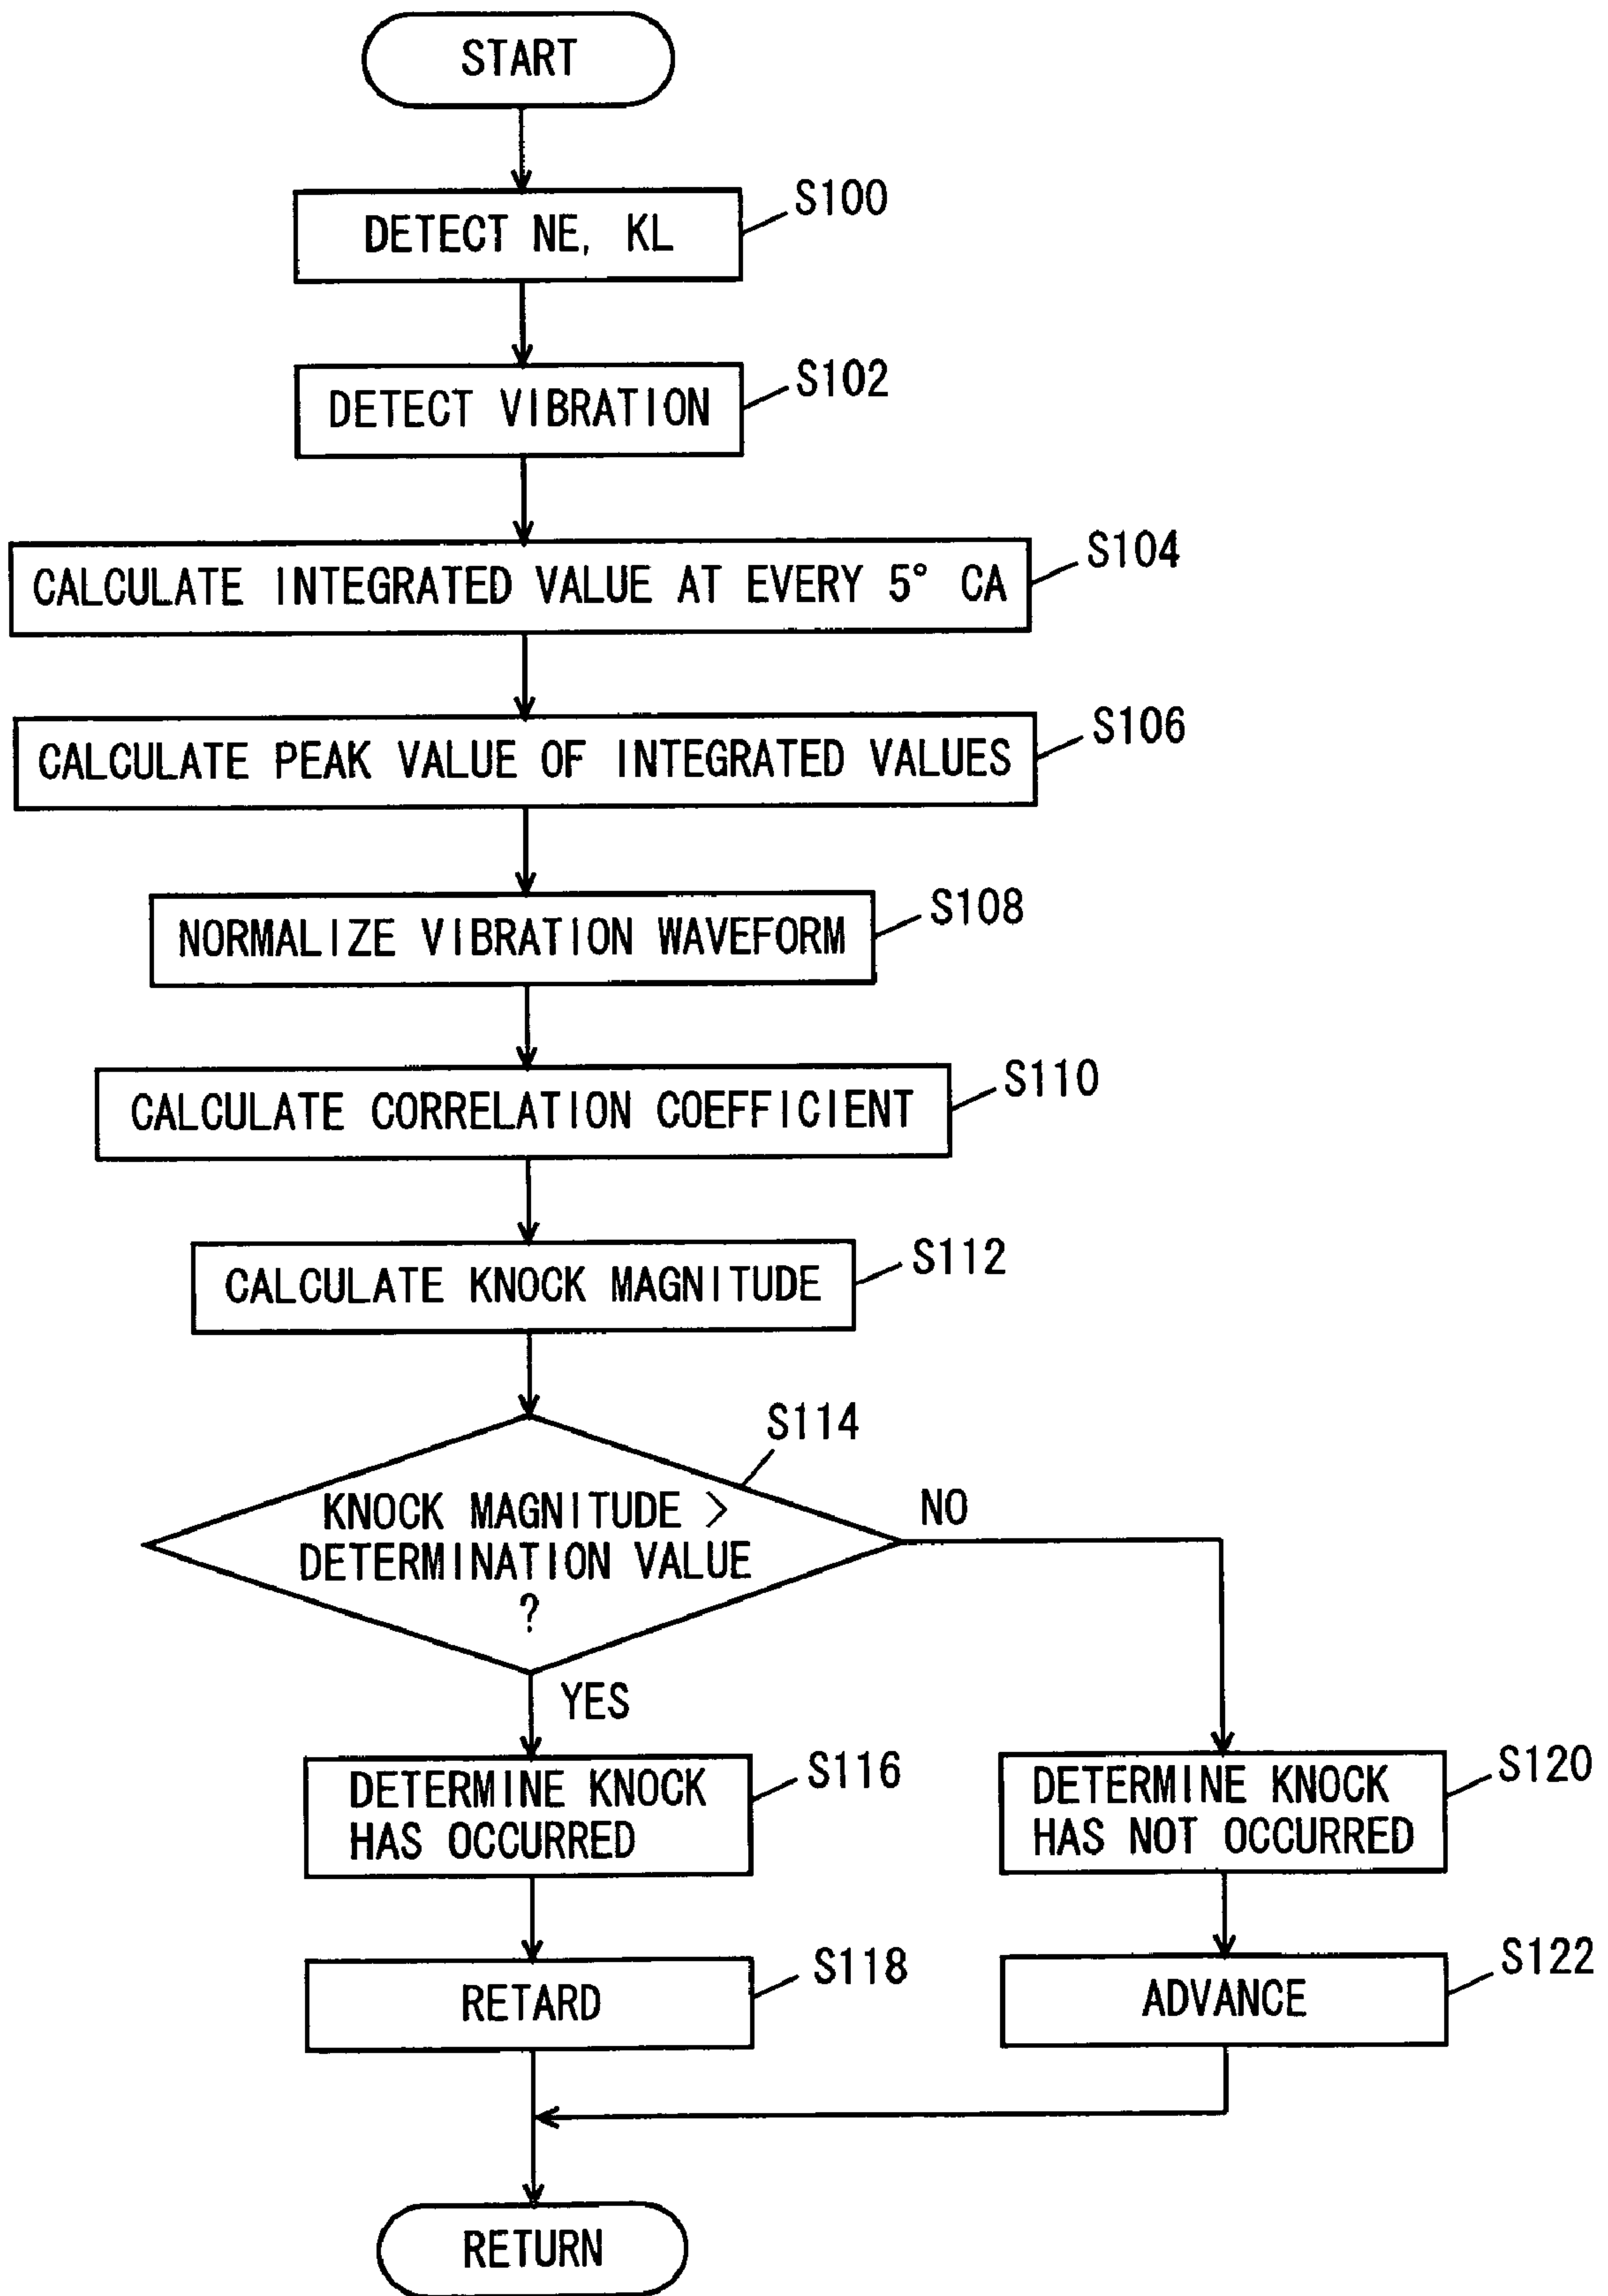 START
S100
DETECT NE, KL
S102
DETECT VIBRATION
S104
CALCULATE INTEGRATED VALUE AT EVERY 5° CA
S106
CALCULATE PEAK VALUE OF INTEGRATED VALUES
S108
NORMALIZE VIBRATION WAVEFORM
S110
CALCULATE CORRELATION COEFFICIENT
S112
CALCULATE KNOCK MAGNITUDE
S114
KNOCK MAGNITUDE >
DETERMINATION VALUE
?
NO
YES
S116
DETERMINE KNOCK
HAS OCCURRED
S120
DETERMINE KNOCK
HAS NOT OCCURRED
S118
RETARD
S122
ADVANCE
RETURN